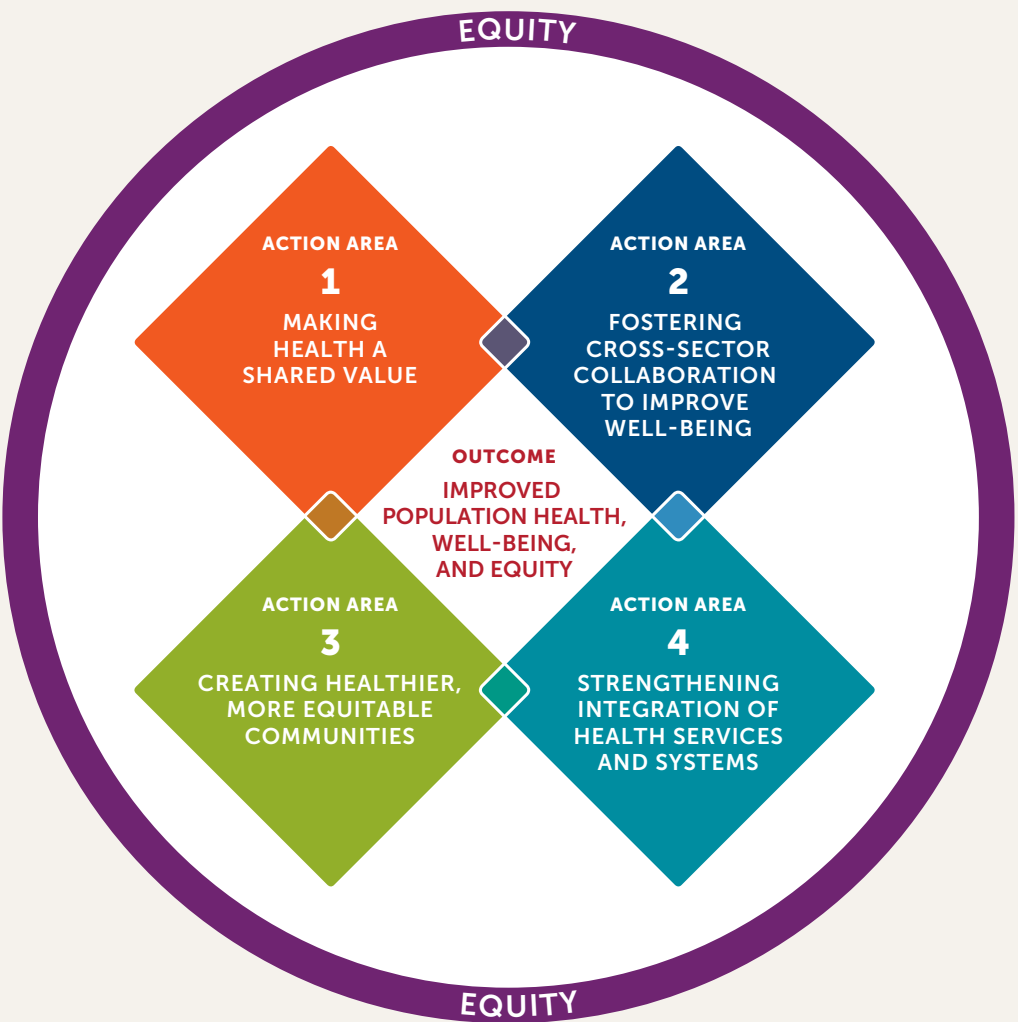 EQUITY
ACTION AREA
1
MAKING
HEALTH A
SHARED VALUE
ACTION AREA
2
FOSTERING
CROSS-SECTOR
COLLABORATION
TO IMPROVE
WELL-BEING
OUTCOME
IMPROVED
POPULATION HEALTH,
WELL-BEING,
AND EQUITY
ACTION AREA
3
CREATING HEALTHIER,
MORE EQUITABLE
COMMUNITIES
ACTION AREA
4
STRENGTHENING
INTEGRATION OF
HEALTH SERVICES
AND SYSTEMS
EQUITY